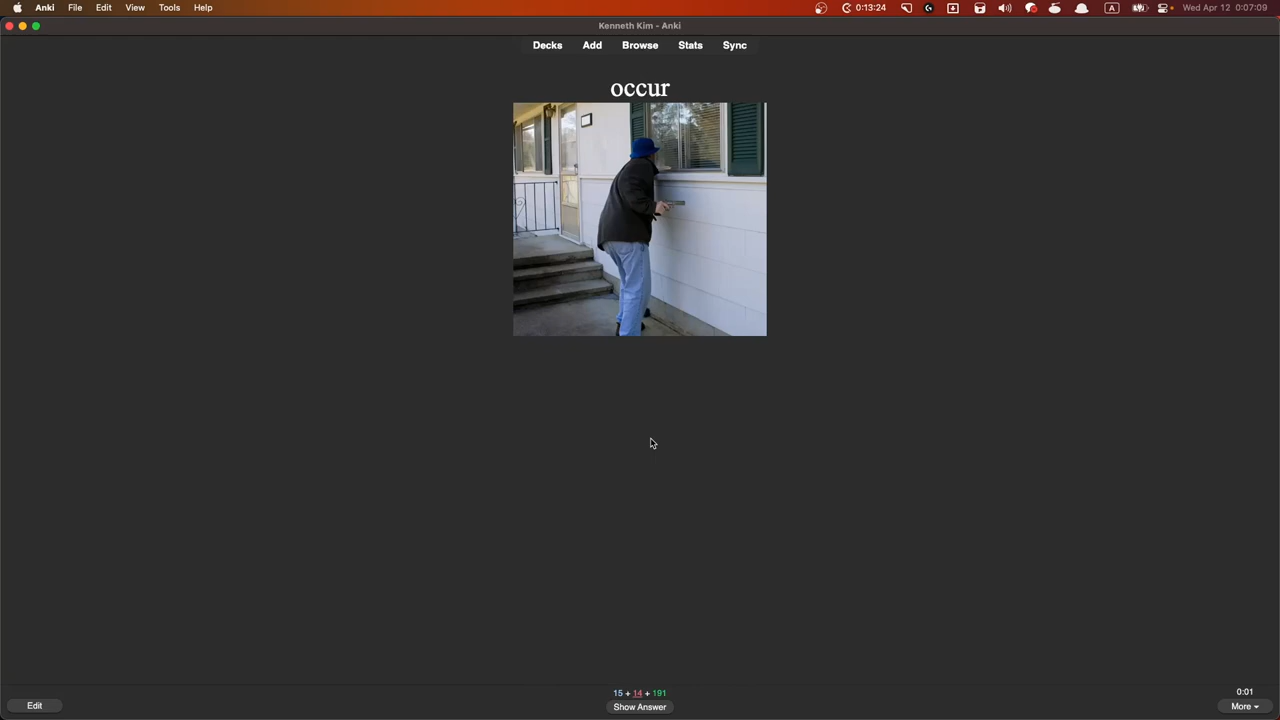 Anki File Edit View Tools Help 0:13:24 A Wed Apr 12 0:07:09
Kenneth Kim - Anki
Decks Add Browse Stats Sync
occur
15 + 14 + 191
0:01
Edit
Show Answer
More